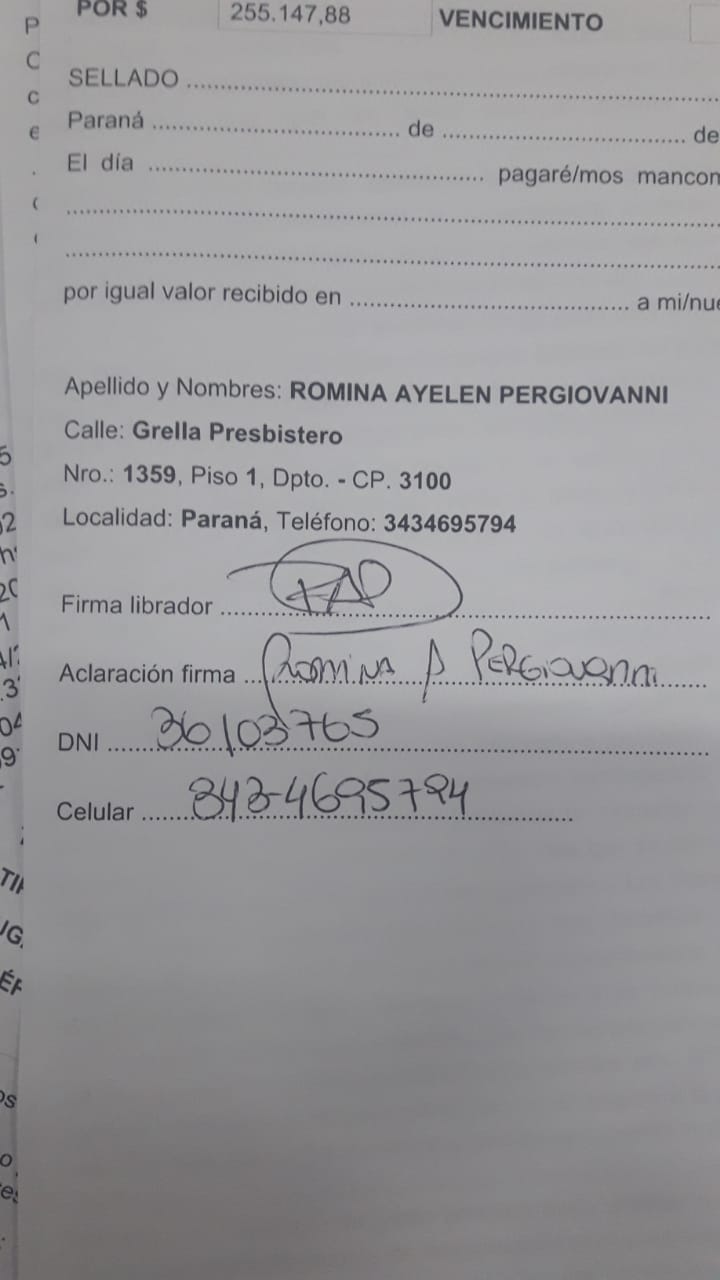 POR $ 255.147,88 VENCIMIENTO
SELLADO ........................................................................
Paraná ........................................ de ........................................ de
El día ........................................................ pagaré/mos mancon
........................................................................
........................................................................
por igual valor recibido en ............................................. a mi/nue
Apellido y Nombres: ROMINA AYELEN PERGIOVANNI
Calle: Grella Presbistero
Nro.: 1359, Piso 1, Dpto. - CP. 3100
Localidad: Paraná, Teléfono: 3434695794
Firma librador ........................................................................
Aclaración firma ... Romina A PERGiovanni
DNI ... 36103765
Celular ... 343-4695794